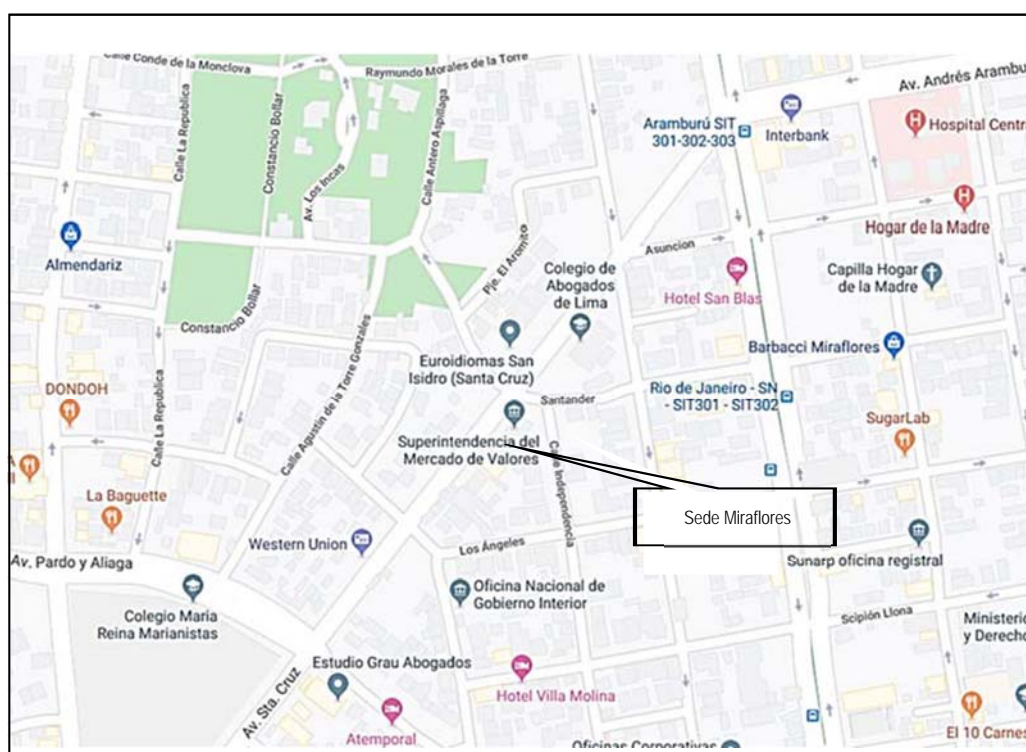 Calle Conde de la Monclova
Raymundo Morales de la Torre
Av. Andrés Arambu
Calle La Republica
Constancio Bollar
Av. Los Incas
Calle Antero Aspillaga
Aramburú SIT
301-302-303
Interbank
Hospital Centr
Hogar de la Madre
Almendariz
Pje. El Aromito
Asuncion
Colegio de
Abogados
de Lima
Hotel San Blas
Capilla Hogar
de la Madre
Constancio Bollar
Calle Agustín de la Torre Gonzales
Euroidiomas San
Isidro (Santa Cruz)
Barbacci Miraflores
DONDOH
Calle La Republica
Santander
Rio de Janeiro - SN
- SIT301 - SIT302
SugarLab
Superintendencia del
Mercado de Valores
Calle Independencia
A
I
La Baguette
Sede Miraflores
Western Union
Los Ángeles
Av. Pardo y Aliaga
Sunarp oficina registral
Colegio María
Reina Marianistas
Oficina Nacional de
Gobierno Interior
Scipión Llona
Ministerio
y Derecho
Estudio Grau Abogados
Av. Sta. Cruz
Hotel Villa Molina
Atemporal
Oficinas Corporativas
El 10 Carnes